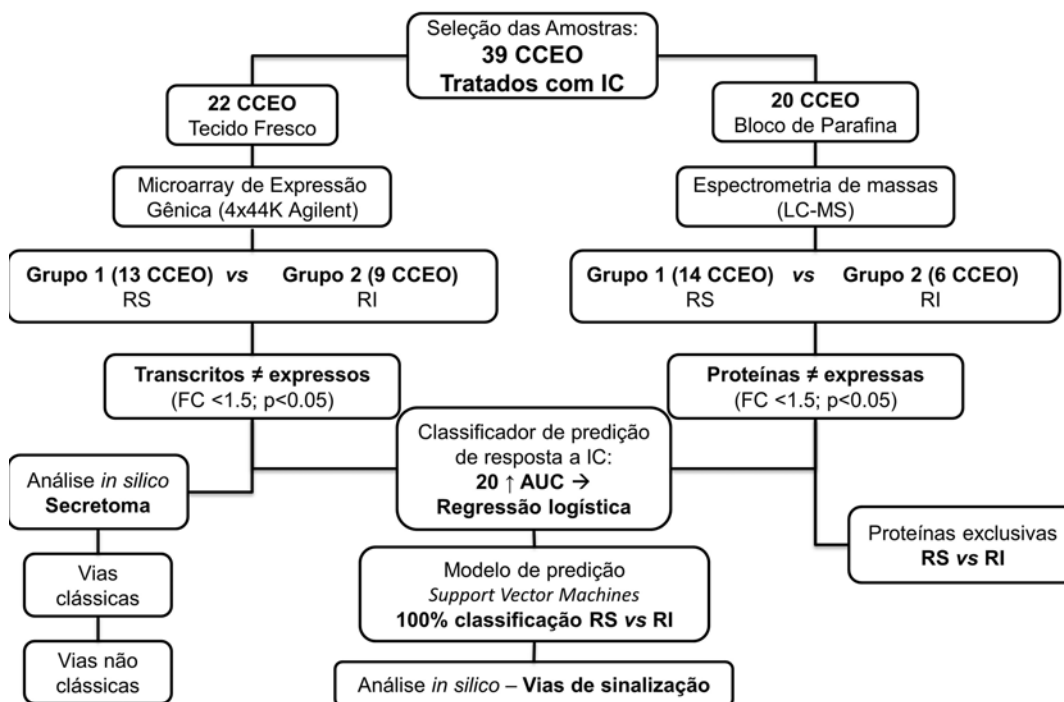 Seleção das Amostras:
39 CCEO
Tratados com IC
22 CCEO
Tecido Fresco
20 CCEO
Bloco de Parafina
Microarray de Expressão
Gênica (4x44K Agilent)
Espectrometria de massas
(LC-MS)
Grupo 1 (13 CCEO) vs Grupo 2 (9 CCEO)
RS RI
Grupo 1 (14 CCEO) vs Grupo 2 (6 CCEO)
RS RI
Transcritos ≠ expressos
(FC <1.5; p<0.05)
Proteínas ≠ expressas
(FC <1.5; p<0.05)
Classificador de predição
de resposta a IC:
20 ↑ AUC →
Regressão logística
Análise in silico
Secretoma
Proteínas exclusivas
RS vs RI
Vias
clássicas
Modelo de predição
Support Vector Machines
100% classificação RS vs RI
Vias não
clássicas
Análise in silico – Vias de sinalização